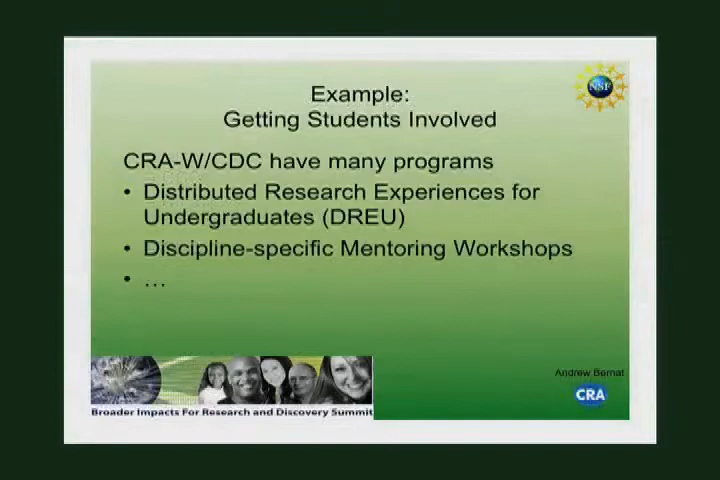 NSF
Example:
Getting Students Involved
CRA-W/CDC have many programs
• Distributed Research Experiences for
Undergraduates (DREU)
• Discipline-specific Mentoring Workshops
• …
Andrew Bernat
CRA
Broader Impacts For Research and Discovery Summit